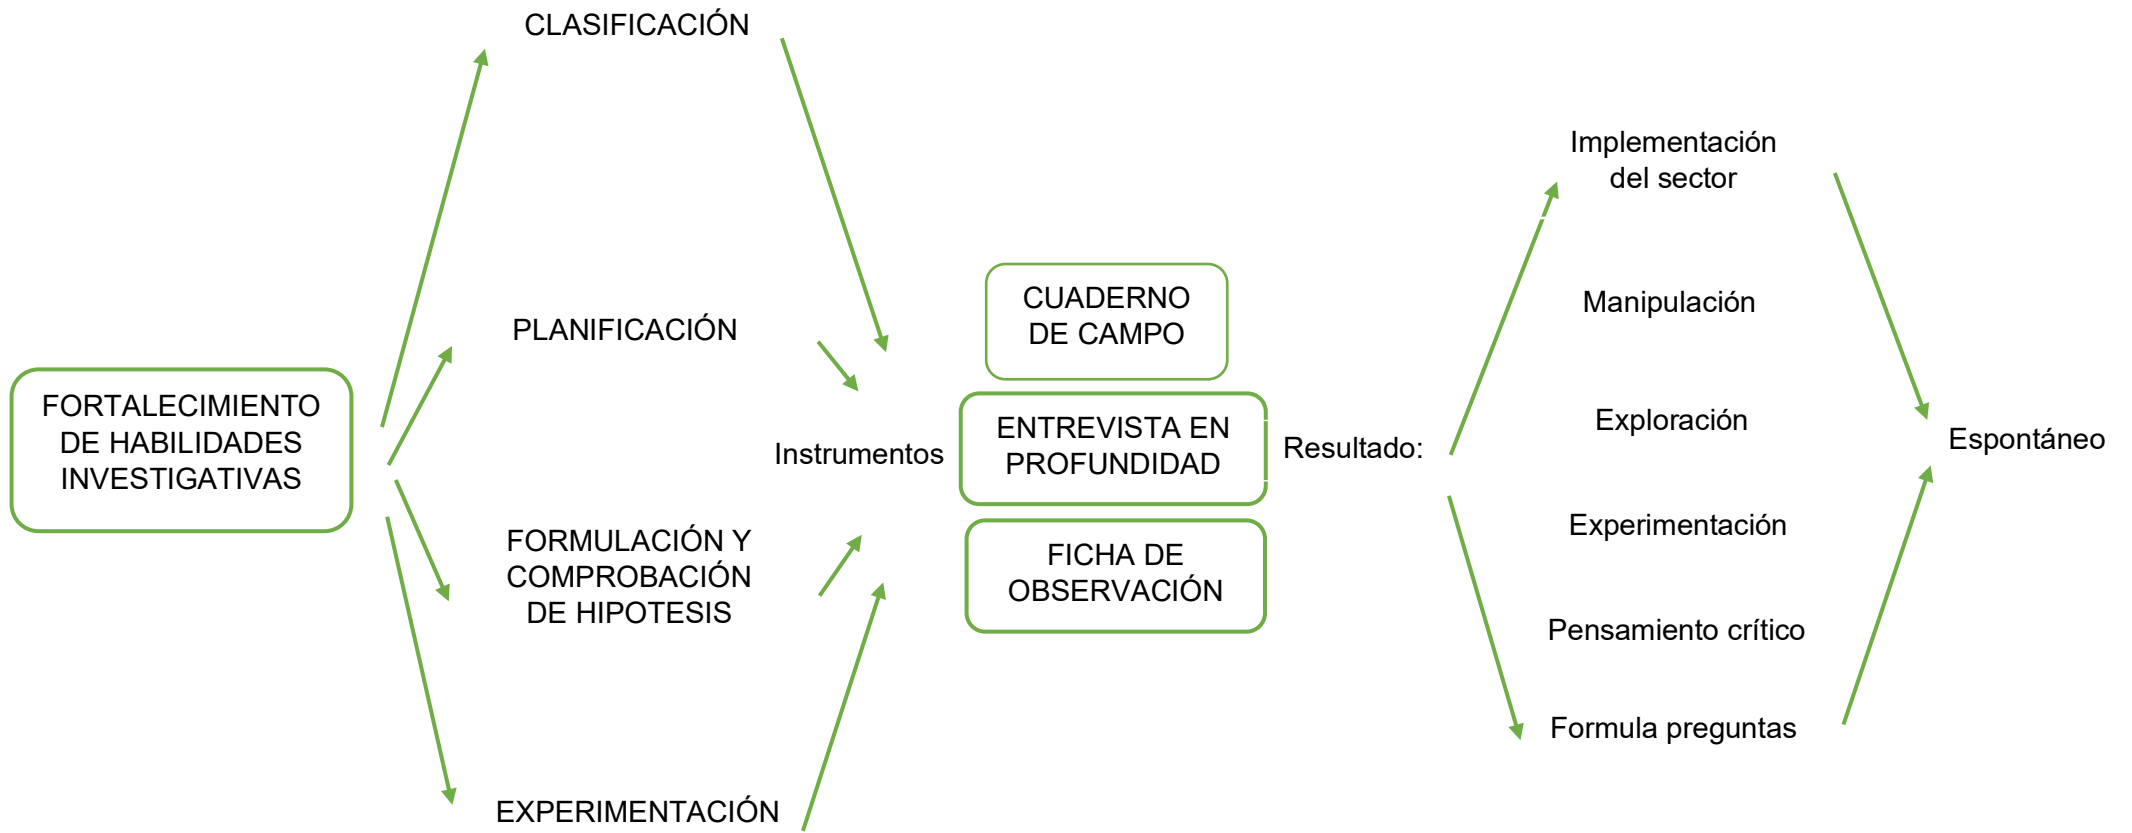 FORTALECIMIENTO
DE HABILIDADES
INVESTIGATIVAS
CLASIFICACIÓN
PLANIFICACIÓN
FORMULACIÓN Y
COMPROBACIÓN
DE HIPOTESIS
EXPERIMENTACIÓN
Instrumentos
CUADERNO
DE CAMPO
ENTREVISTA EN
PROFUNDIDAD
FICHA DE
OBSERVACIÓN
Resultado:
Implementación
del sector
Manipulación
Exploración
Experimentación
Pensamiento crítico
Formula preguntas
Espontáneo